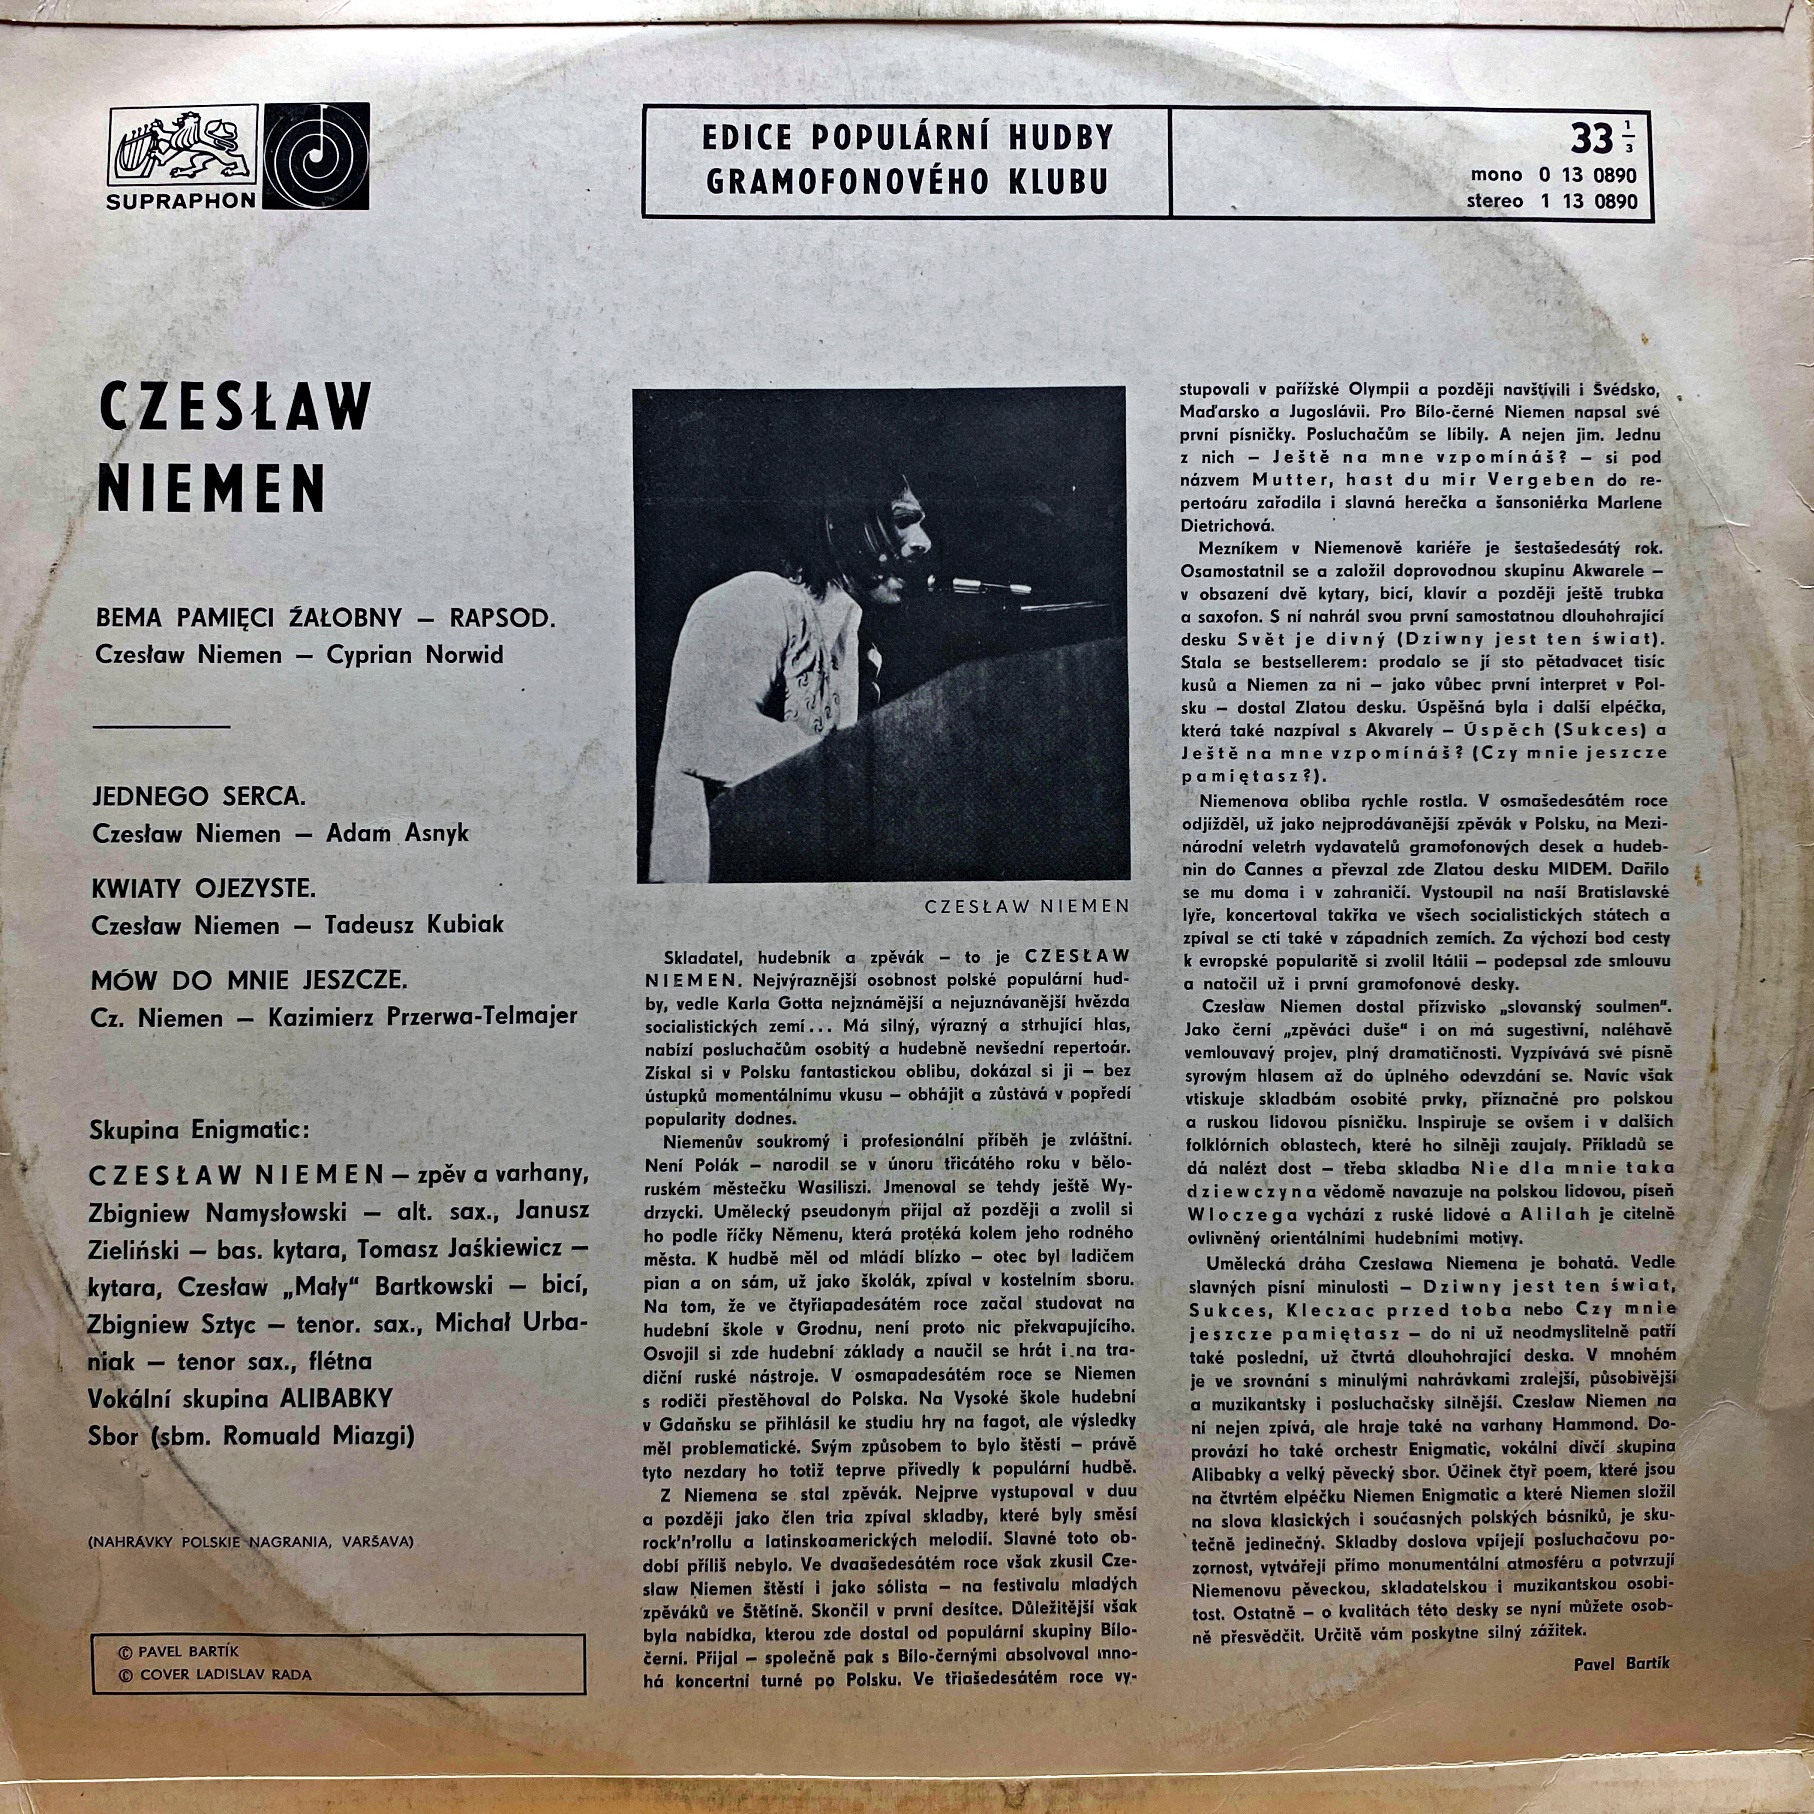 SUPRAPHON
EDICE POPULÁRNÍ HUDBY
GRAMOFONOVÉHO KLUBU
33 1/3
mono 0 13 0890
stereo 1 13 0890
CZESŁAW
NIEMEN
BEMA PAMIĘCI ŹAŁOBNY — RAPSOD.
Czesław Niemen — Cyprian Norwid
JEDNEGO SERCA.
Czesław Niemen — Adam Asnyk
KWIATY OJEZYSTE.
Czesław Niemen — Tadeusz Kubiak
MÓW DO MNIE JESZCZE.
Cz. Niemen — Kazimierz Przerwa-Telmajer
Skupina Enigmatic:
CZESŁAW NIEMEN — zpěv a varhany,
Zbigniew Namysłowski — alt. sax., Janusz
Zieliński — bas. kytara, Tomasz Jaśkiewicz —
kytara, Czesław „Mały“ Bartkowski — bicí,
Zbigniew Sztyc — tenor. sax., Michał Urba-
niak — tenor sax., flétna
Vokální skupina ALIBABKY
Sbor (sbm. Romuald Miazgi)
(NAHRÁVKY POLSKIE NAGRANIA, VARŠAVA)
© PAVEL BARTÍK
© COVER LADISLAV RADA
CZESŁAW NIEMEN
Skladatel, hudebník a zpěvák — to je CZESŁAW
NIEMEN. Nejvýraznější osobnost polské populární hud-
by, vedle Karla Gotta nejznámější a nejuznávanější hvězda
socialistických zemí... Má silný, výrazný a strhující hlas,
nabízí posluchačům osobitý a hudebně nevšední repertoár.
Získal si v Polsku fantastickou oblibu, dokázal si ji — bez
ústupků momentálnímu vkusu — obhájit a zůstává v popředí
popularity dodnes.
Niemenův soukromý i profesionální příběh je zvláštní.
Není Polák — narodil se v únoru třicátého roku v bělo-
ruském městečku Wasiliszi. Jmenoval se tehdy ještě Wy-
drzycki. Umělecký pseudonym přijal až později a zvolil si
ho podle říčky Němenu, která protéká kolem jeho rodného
města. K hudbě měl od mládí blízko — otec byl ladičem
pian a on sám, už jako školák, zpíval v kostelním sboru.
Na tom, že ve čtyřiapadesátém roce začal studovat na
hudební škole v Grodnu, není proto nic překvapujícího.
Osvojil si zde hudební základy a naučil se hrát i na tra-
diční ruské nástroje. V osmapadesátém roce se Niemen
s rodiči přestěhoval do Polska. Na Vysoké škole hudební
v Gdaňsku se přihlásil ke studiu hry na fagot, ale výsledky
měl problematické. Svým způsobem to bylo štěstí — právě
tyto nezdary ho totiž teprve přivedly k populární hudbě.
Z Niemena se stal zpěvák. Nejprve vystupoval v duu
a později jako člen tria zpíval skladby, které byly směsí
rock'n'rollu a latinskoamerických melodií. Slavné toto ob-
dobí příliš nebylo. Ve dvaašedesátém roce však zkusil Cze-
slaw Niemen štěstí i jako sólista — na festivalu mladých
zpěváků ve Štětíně. Skončil v první desítce. Důležitější však
byla nabídka, kterou zde dostal od populární skupiny Bílo-
černí. Přijal — společně pak s Bílo-černými absolvoval mno-
há koncertní turné po Polsku. Ve třiašedesátém roce vy-
stupovali v pařížské Olympii a později navštívili i Švédsko,
Maďarsko a Jugoslávii. Pro Bílo-černé Niemen napsal své
první písničky. Posluchačům se líbily. A nejen jim. Jednu
z nich — Ještě na mne vzpomínáš? — si pod
názvem Mutter, hast du mir Vergeben do re-
pertoáru zařadila i slavná herečka a šansoniérka Marlene
Dietrichová.
Mezníkem v Niemenově kariéře je šestašedesátý rok.
Osamostatnil se a založil doprovodnou skupinu Akwarele —
v obsazení dvě kytary, bicí, klavír a později ještě trubka
a saxofon. S ní nahrál svou první samostatnou dlouhohrající
desku Svět je divný (Dziwny jest ten świat).
Stala se bestsellerem: prodalo se jí sto pětadvacet tisíc
kusů a Niemen za ni — jako vůbec první interpret v Pol-
sku — dostal Zlatou desku. Úspěšná byla i další elpéčka,
která také nazpíval s Akvarely — Úspěch (Sukces) a
Ještě na mne vzpomínáš? (Czy mnie jeszcze
pamiętasz?).
Niemenova obliba rychle rostla. V osmašedesátém roce
odjížděl, už jako nejprodávanější zpěvák v Polsku, na Mezi-
národní veletrh vydavatelů gramofonových desek a hudeb-
nin do Cannes a převzal zde Zlatou desku MIDEM. Dařilo
se mu doma i v zahraničí. Vystoupil na naší Bratislavské
lyře, koncertoval takřka ve všech socialistických státech a
zpíval se ctí také v západních zemích. Za výchozí bod cesty
k evropské popularitě si zvolil Itálii — podepsal zde smlouvu
a natočil už i první gramofonové desky.
Czesław Niemen dostal přízvisko „slovanský soulmen“.
Jako černí „zpěváci duše“ i on má sugestivní, naléhavě
vemlouvavý projev, plný dramatičnosti. Vyzpívává své písně
syrovým hlasem až do úplného odevzdání se. Navíc však
vtiskuje skladbám osobité prvky, příznačné pro polskou
a ruskou lidovou písničku. Inspiruje se ovšem i v dalších
folklórních oblastech, které ho silněji zaujaly. Příkladů se
dá nalézt dost — třeba skladba Nie dla mnie taka
dziewczyna vědomě navazuje na polskou lidovou, píseň
Wloczega vychází z ruské lidové a Alilah je citelně
ovlivněný orientálními hudebními motivy.
Umělecká dráha Czesława Niemena je bohatá. Vedle
slavných písní minulosti — Dziwny jest ten świat,
Sukces, Kleczac przed toba nebo Czy mnie
jeszcze pamiętasz — do ní už neodmyslitelně patří
také poslední, už čtvrtá dlouhohrající deska. V mnohém
je ve srovnání s minulými nahrávkami zralejší, působivější
a muzikantsky i posluchačsky silnější. Czesław Niemen na
ní nejen zpívá, ale hraje také na varhany Hammond. Do-
provází ho také orchestr Enigmatic, vokální dívčí skupina
Alibabky a velký pěvecký sbor. Účinek čtyř poem, které jsou
na čtvrtém elpéčku Niemen Enigmatic a které Niemen složil
na slova klasických i současných polských básníků, je sku-
tečně jedinečný. Skladby doslova vpíjejí posluchačovu po-
zornost, vytvářejí přímo monumentální atmosféru a potvrzují
Niemenovu pěveckou, skladatelskou i muzikantskou osobi-
tost. Ostatně — o kvalitách této desky se nyní můžete osob-
ně přesvědčit. Určitě vám poskytne silný zážitek.
Pavel Bartík